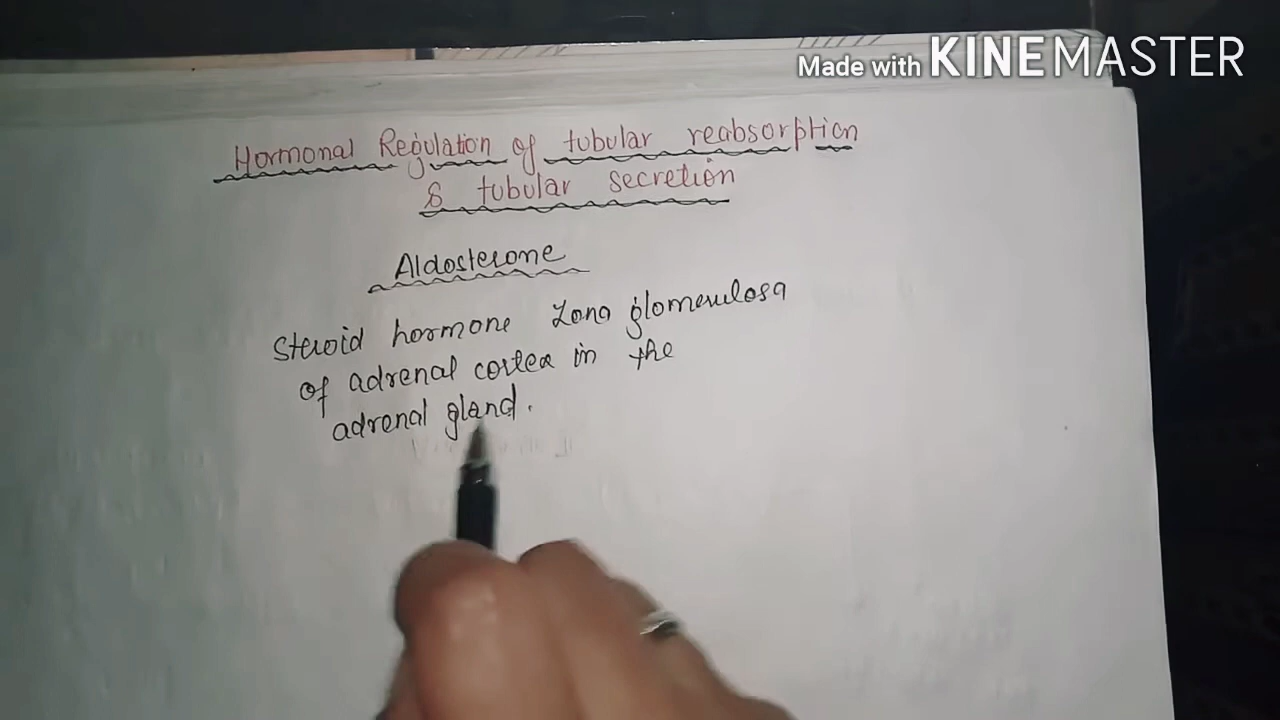 Made with KINEMASTER
Hormonal Regulation of tubular reabsorption
& tubular secretion
Aldosterone
Steroid hormone Zona glomerulosa
of adrenal cortex in the
adrenal gland.